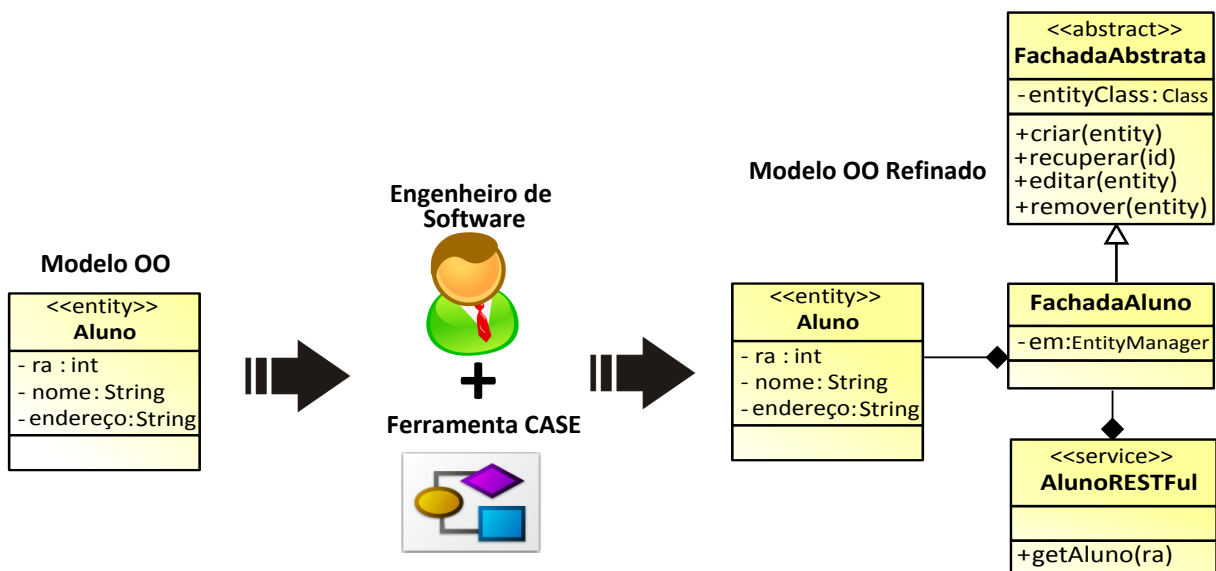 Modelo OO
<<entity>>
Aluno
- ra : int
- nome: String
- endereço: String
Engenheiro de
Software
Ferramenta CASE
Modelo OO Refinado
<<entity>>
Aluno
- ra : int
- nome: String
- endereço: String
<<abstract>>
FachadaAbstrata
- entityClass: Class
+criar(entity)
+recuperar(id)
+editar(entity)
+remover(entity)
FachadaAluno
-em:EntityManager
<<service>>
AlunoRESTFul
+getAluno(ra)